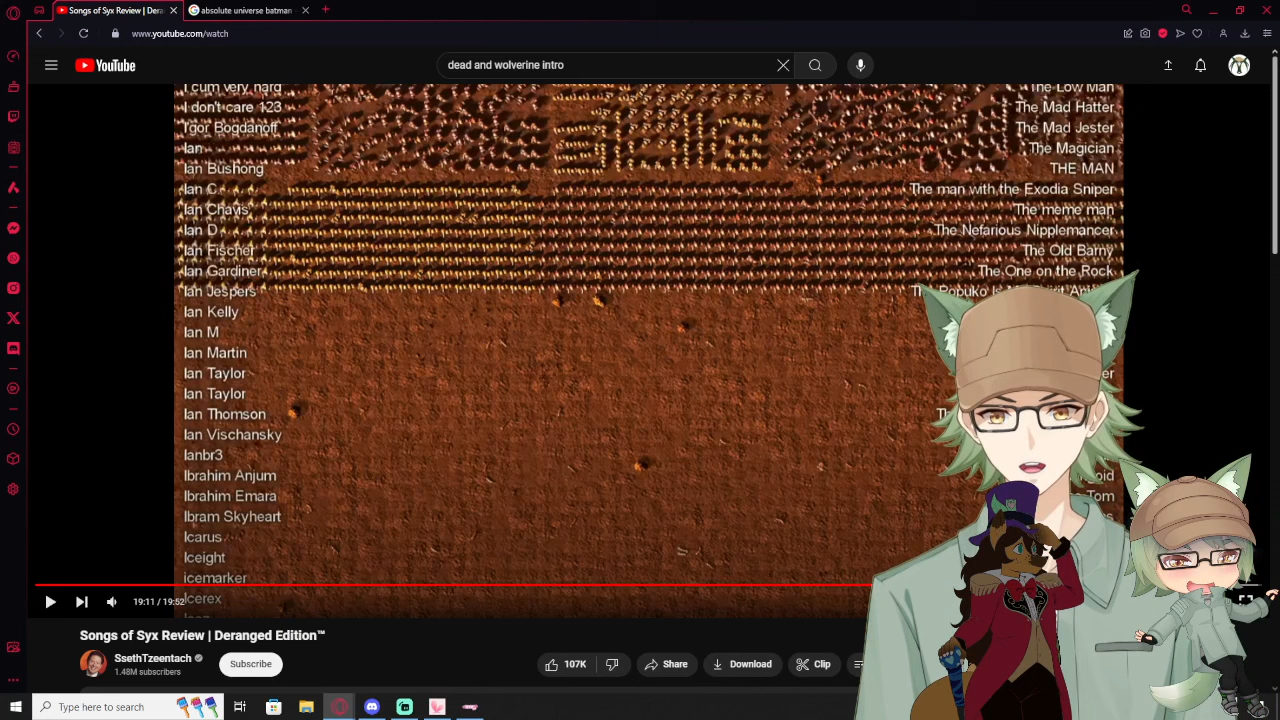 Songs of Syx Review | Dera
absolute universe batman -
www.youtube.com/watch
YouTube
dead and wolverine intro
I cum very hard
I don't care 123
Igor Bogdanoff
Ian
Ian Bushong
Ian C
Ian Chavis
Ian D
Ian Fischer
Ian Gardiner
Ian Jespers
Ian Kelly
Ian M
Ian Martin
Ian Taylor
Ian Taylor
Ian Thomson
Ian Vischansky
Ianbr3
Ibrahim Anjum
Ibrahim Emara
Ibram Skyheart
Icarus
Iceight
icemarker
Icerex
The Low Man
The Mad Hatter
The Mad Jester
The Magician
THE MAN
The man with the Exodia Sniper
The meme man
The Nefarious Nipplemancer
The Old Barny
The One on the Rock
Popuko Is
er
Tom
19:11 / 19:52
Songs of Syx Review | Deranged Edition™
SsethTzeentach
1.48M subscribers
Subscribe
107K
Share
Download
Clip
Type here to search